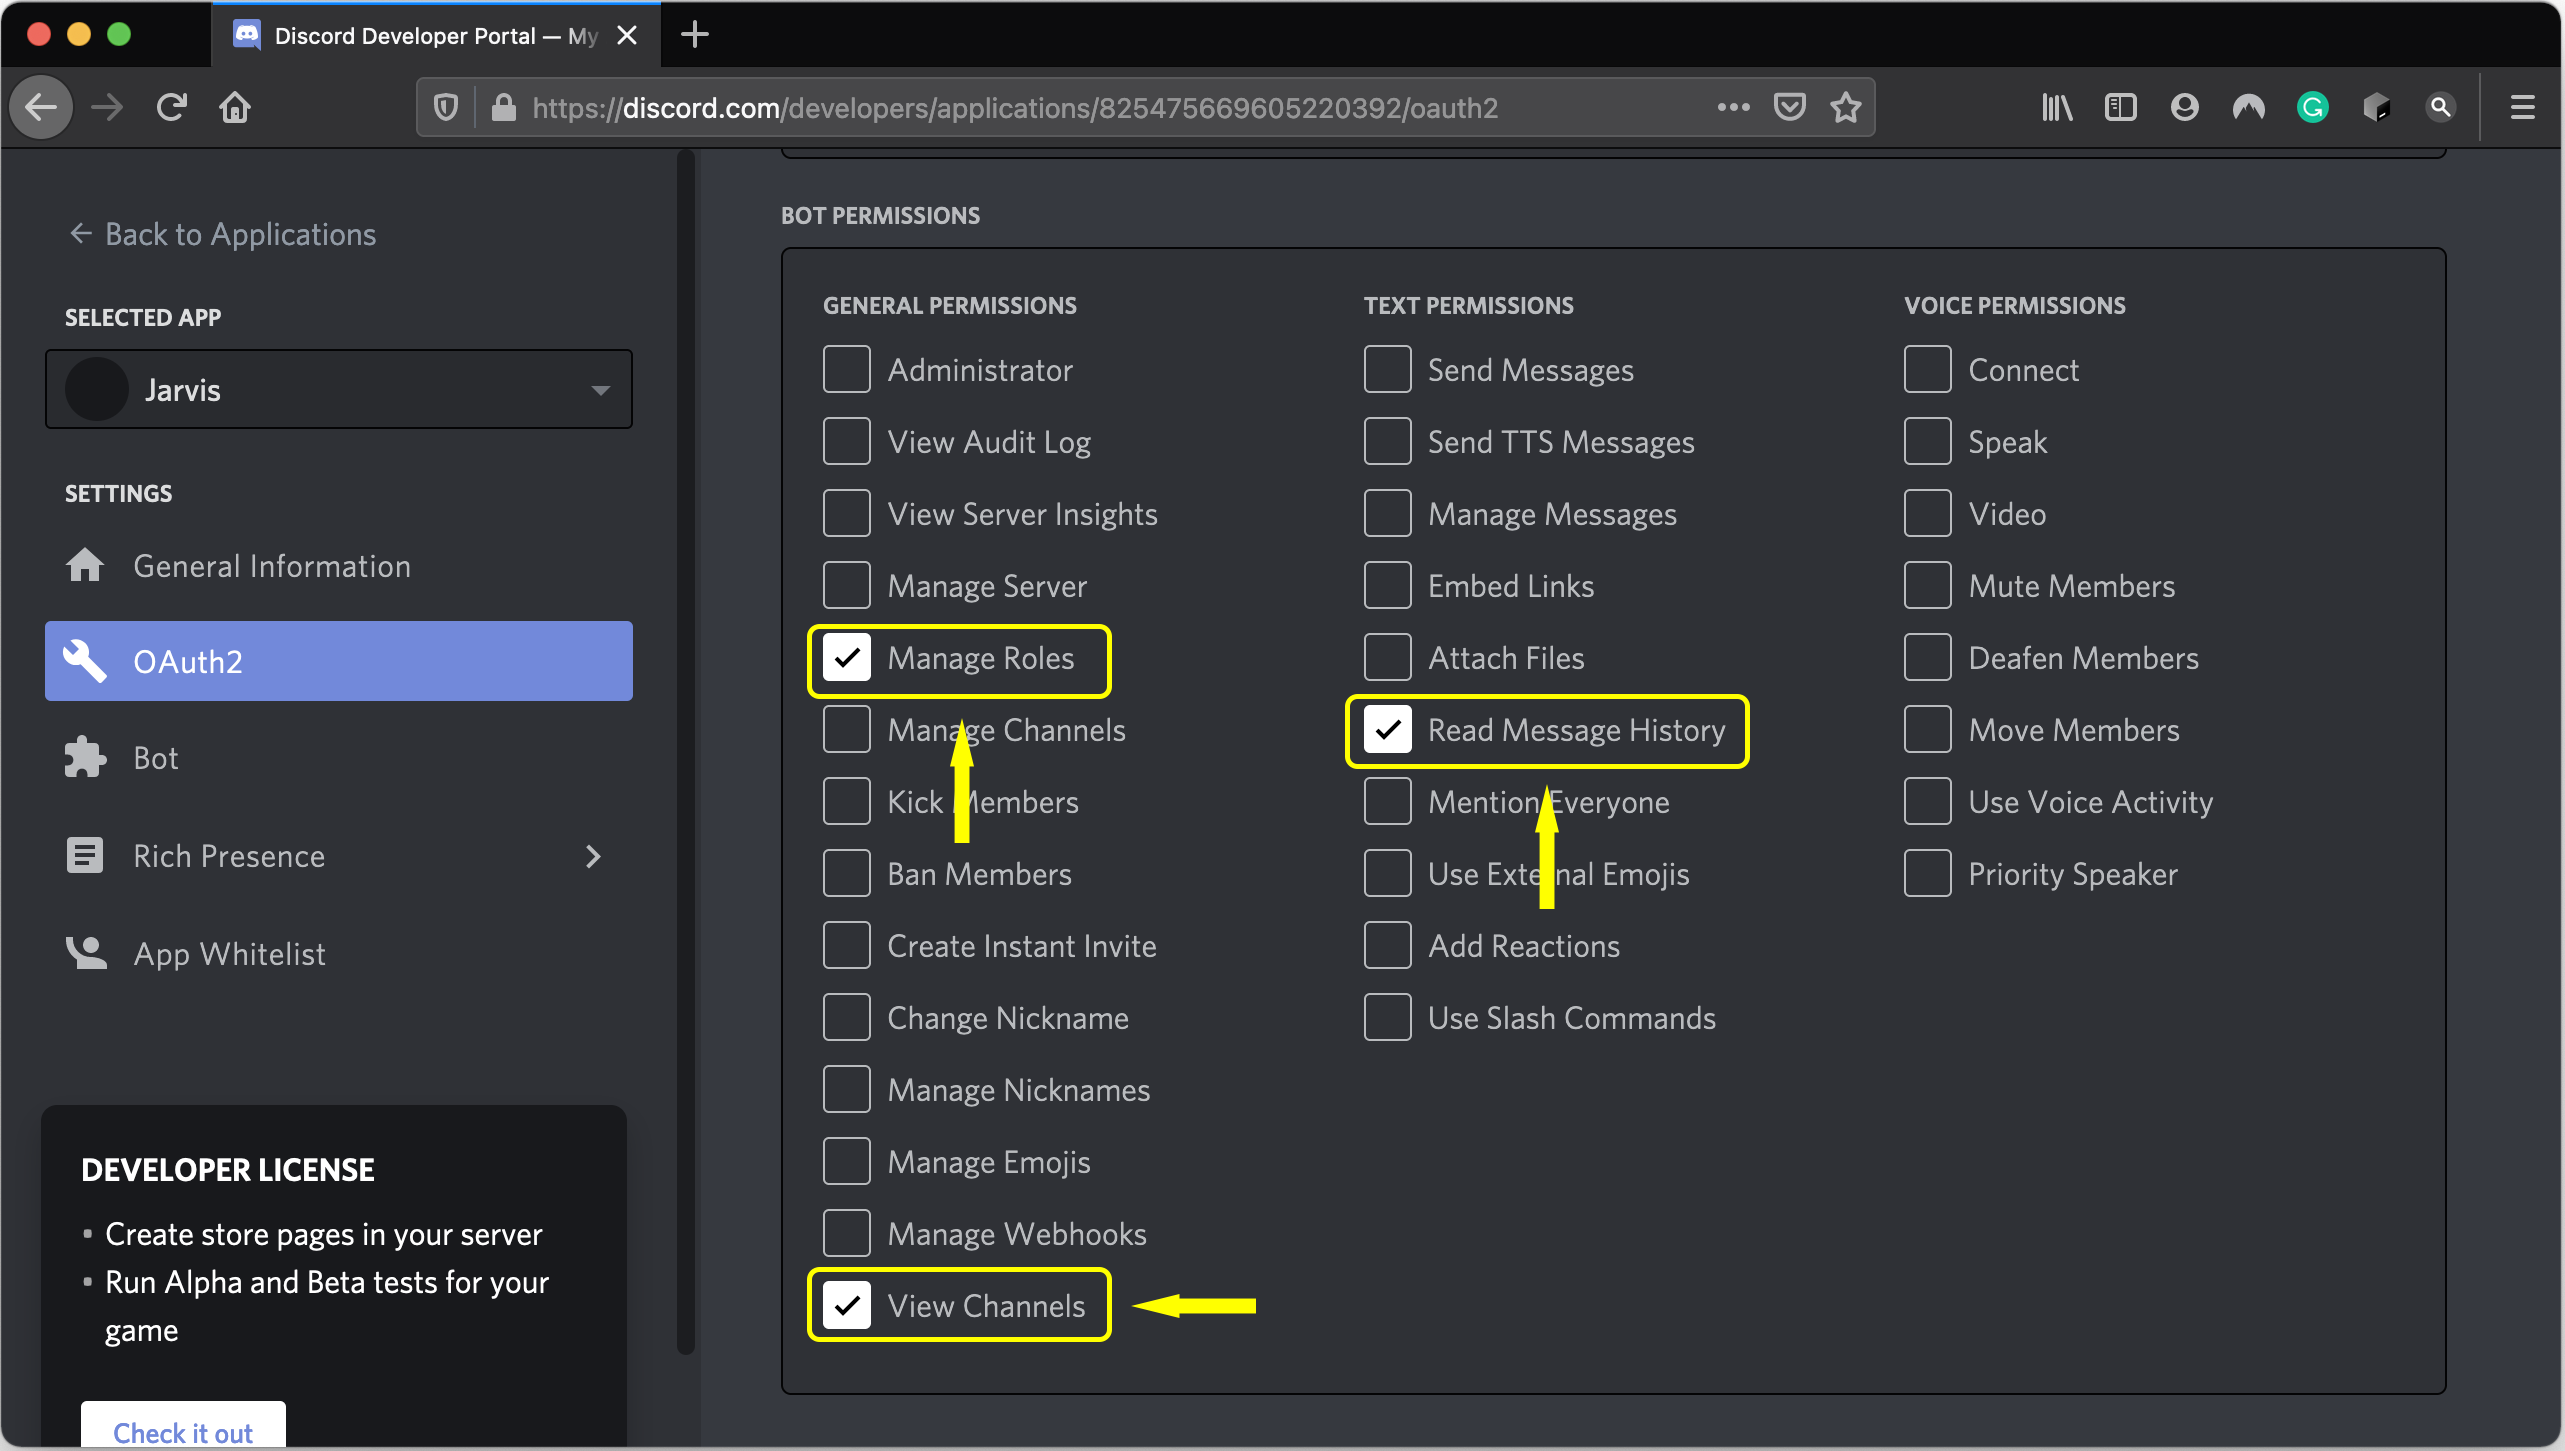 Discord Developer Portal — My
https://discord.com/developers/applications/825475669605220392/oauth2
Back to Applications
SELECTED APP
Jarvis
SETTINGS
General Information
OAuth2
Bot
Rich Presence
App Whitelist
DEVELOPER LICENSE
Create store pages in your server
Run Alpha and Beta tests for your
game
Check it out
BOT PERMISSIONS
GENERAL PERMISSIONS
Administrator
View Audit Log
View Server Insights
Manage Server
Manage Roles
Manage Channels
Kick Members
Ban Members
Create Instant Invite
Change Nickname
Manage Nicknames
Manage Emojis
Manage Webhooks
View Channels
TEXT PERMISSIONS
Send Messages
Send TTS Messages
Manage Messages
Embed Links
Attach Files
Read Message History
Mention Everyone
Use External Emojis
Add Reactions
Use Slash Commands
VOICE PERMISSIONS
Connect
Speak
Video
Mute Members
Deafen Members
Move Members
Use Voice Activity
Priority Speaker